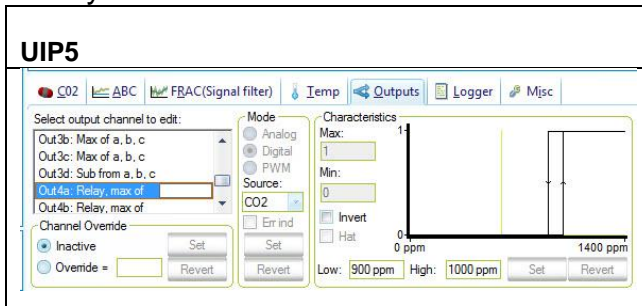 UIP5
C02 ABC FRAC(Signal filter) Temp Outputs Logger Misc
Select output channel to edit:
Out3b: Max of a, b, c
Out3c: Max of a, b, c
Out3d: Sub from a, b, c
Out4a: Relay, max of
Out4b: Relay, max of
Channel Override
Inactive Set
Override = Revert
Mode
Analog
Digital
PWM
Source:
CO2
Err ind
Set
Revert
Characteristics
Max:
1
Min:
0
Invert
Hat
1
0
0 ppm 1400 ppm
Low: 900 ppm High: 1000 ppm Set Revert